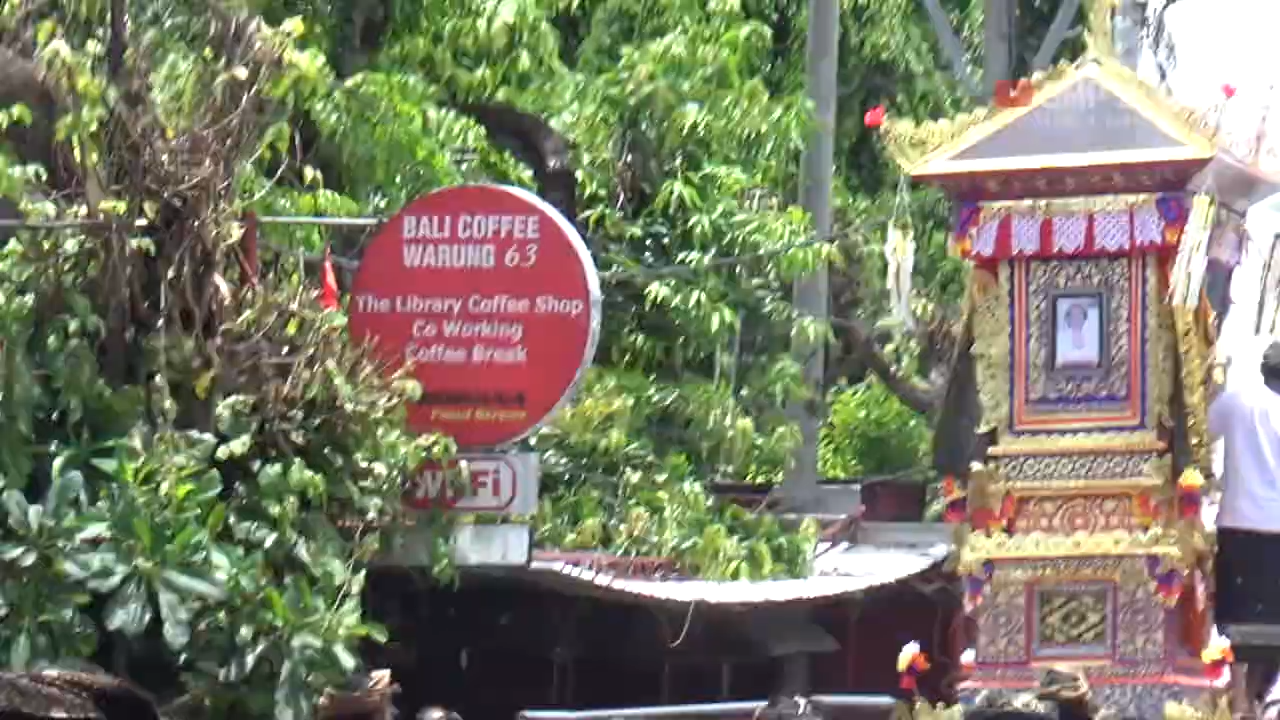 BALI COFFEE
WARUNG 63
The Library Coffee Shop
Co Working
Coffee Break
WiFi